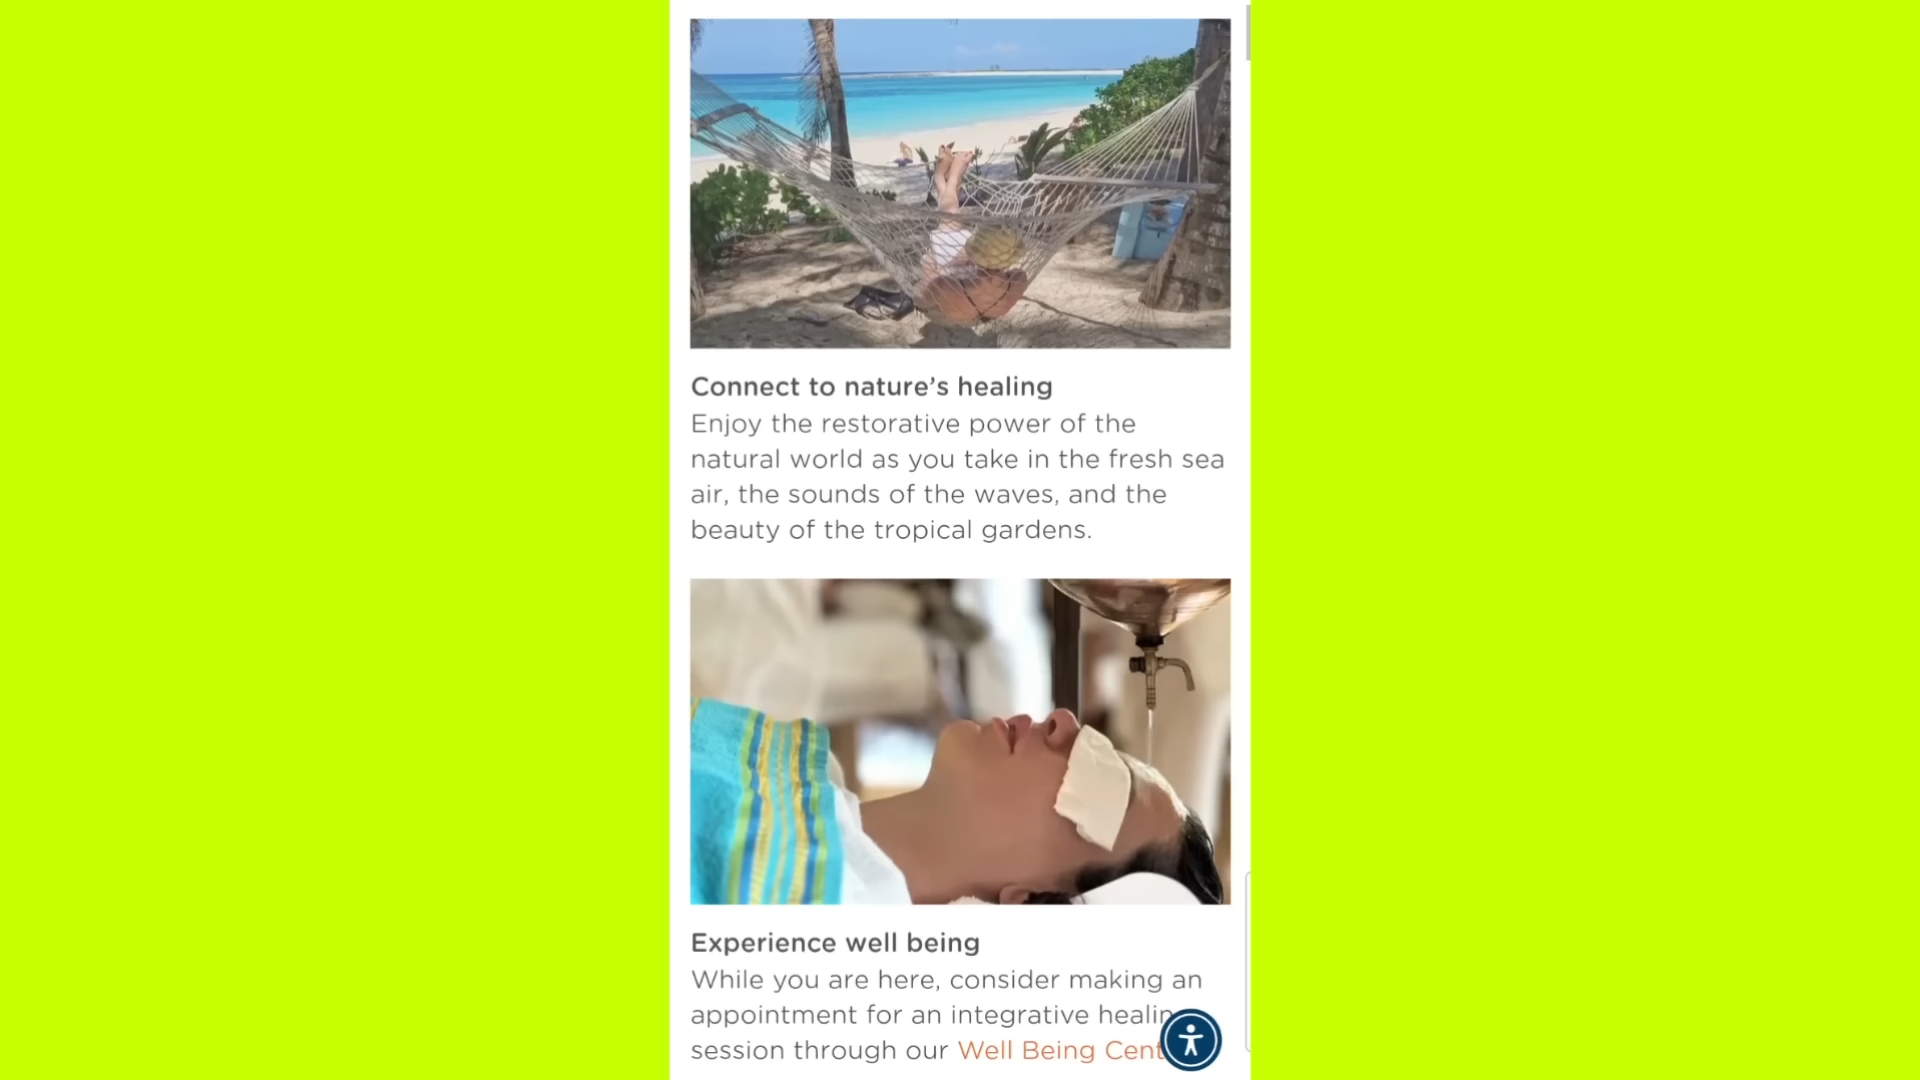 Connect to nature’s healing
Enjoy the restorative power of the
natural world as you take in the fresh sea
air, the sounds of the waves, and the
beauty of the tropical gardens.
Experience well being
While you are here, consider making an
appointment for an integrative
session through our Well Being